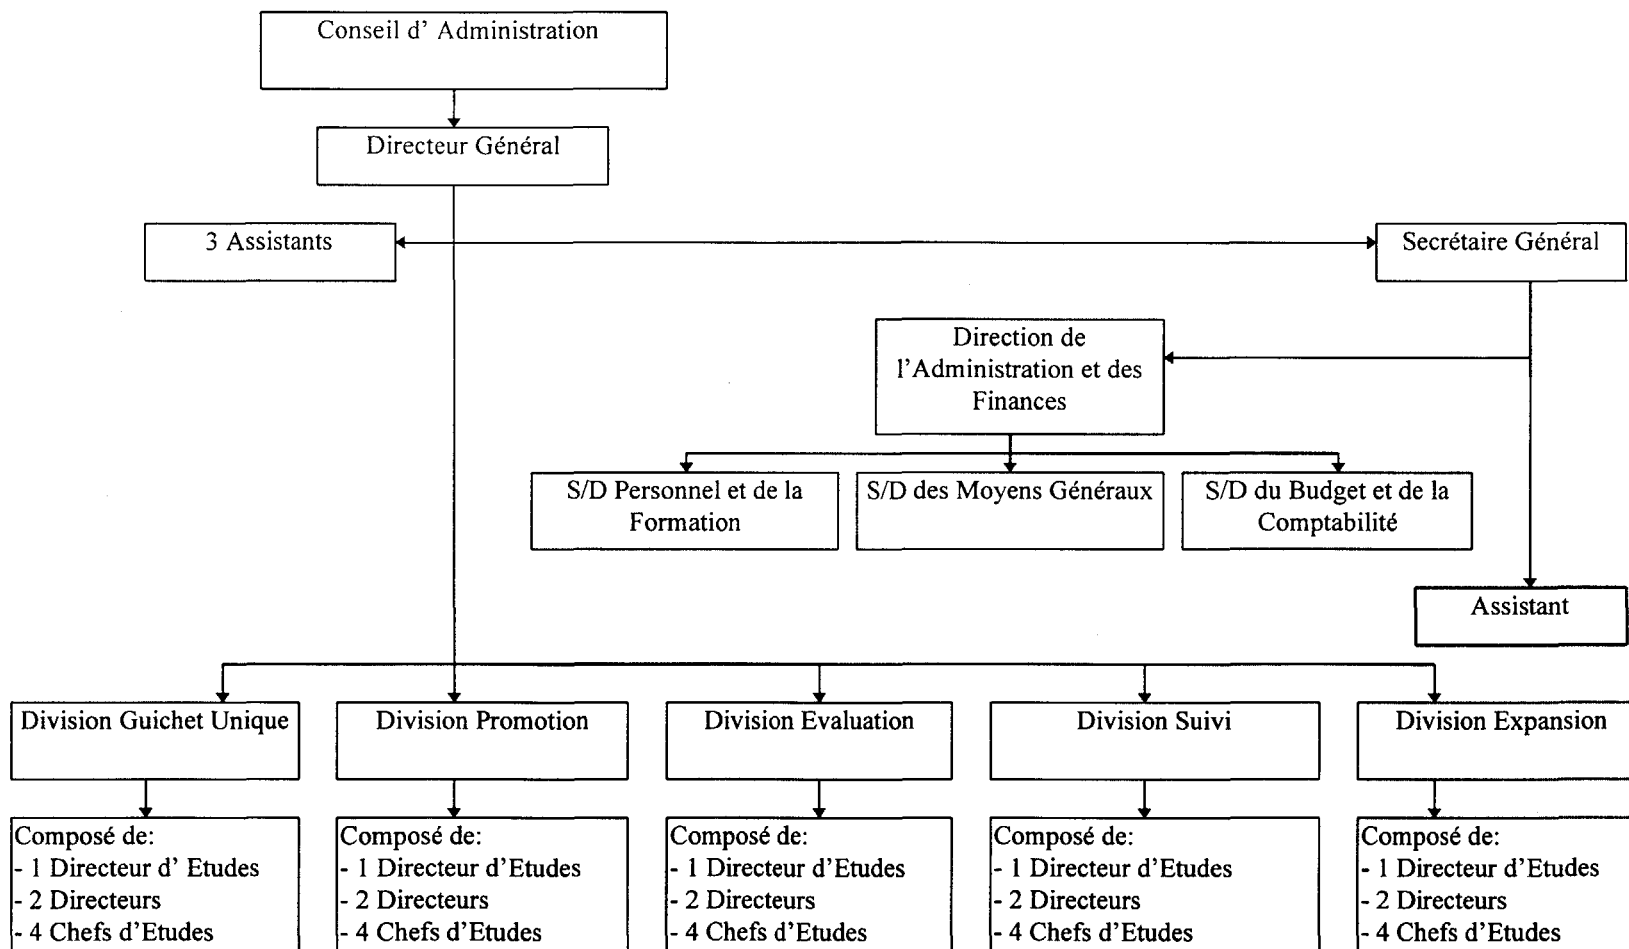 Conseil d' Administration
Directeur Général
3 Assistants
Secrétaire Général
Direction de
l'Administration et des
Finances
S/D Personnel et de la
Formation
S/D des Moyens Généraux
S/D du Budget et de la
Comptabilité
Assistant
Division Guichet Unique
Division Promotion
Division Evaluation
Division Suivi
Division Expansion
Composé de:
- 1 Directeur d' Etudes
- 2 Directeurs
- 4 Chefs d'Etudes
Composé de:
- 1 Directeur d'Etudes
- 2 Directeurs
- 4 Chefs d'Etudes
Composé de:
- 1 Directeur d'Etudes
- 2 Directeurs
- 4 Chefs d'Etudes
Composé de:
- 1 Directeur d'Etudes
- 2 Directeurs
- 4 Chefs d'Etudes
Composé de:
- 1 Directeur d'Etudes
- 2 Directeurs
- 4 Chefs d'Etudes